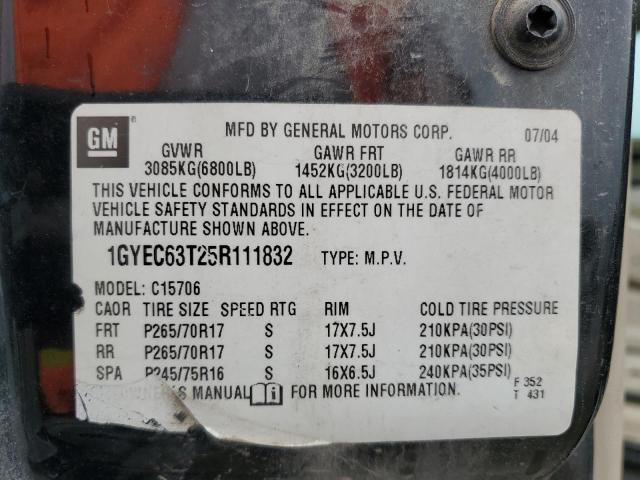 GM
®
MFD BY GENERAL MOTORS CORP. 07/04
GVWR GAWR FRT GAWR RR
3085KG(6800LB) 1452KG(3200LB) 1814KG(4000LB)
THIS VEHICLE CONFORMS TO ALL APPLICABLE U.S. FEDERAL MOTOR
VEHICLE SAFETY STANDARDS IN EFFECT ON THE DATE OF
MANUFACTURE SHOWN ABOVE.
1GYEC63T25R111832 TYPE: M.P.V.
MODEL: C15706
CAOR TIRE SIZE SPEED RTG RIM COLD TIRE PRESSURE
FRT P265/70R17 S 17X7.5J 210KPA(30PSI)
RR P265/70R17 S 17X7.5J 210KPA(30PSI)
SPA P245/75R16 S 16X6.5J 240KPA(35PSI)
MANUAL FOR MORE INFORMATION.
F 352
T 431